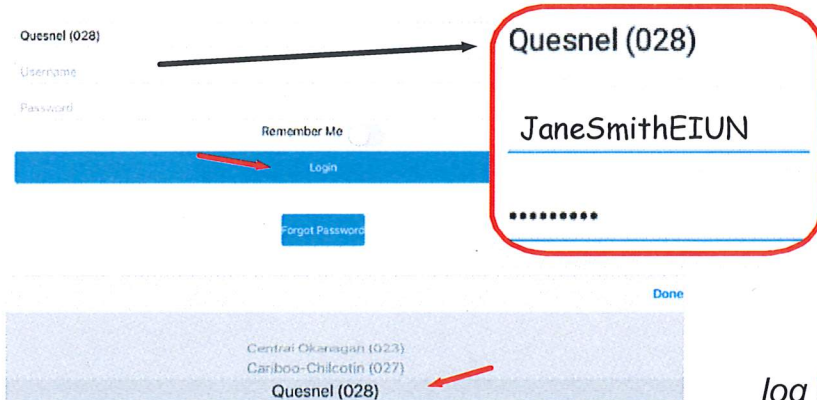 Quesnel (028)
Username
Password
Remember Me
Login
Forgot Password
Quesnel (028)
JaneSmithEIUN
•••••••••
Done
Central Okanagan (023)
Cariboo-Chilcotin (027)
Quesnel (028)
log